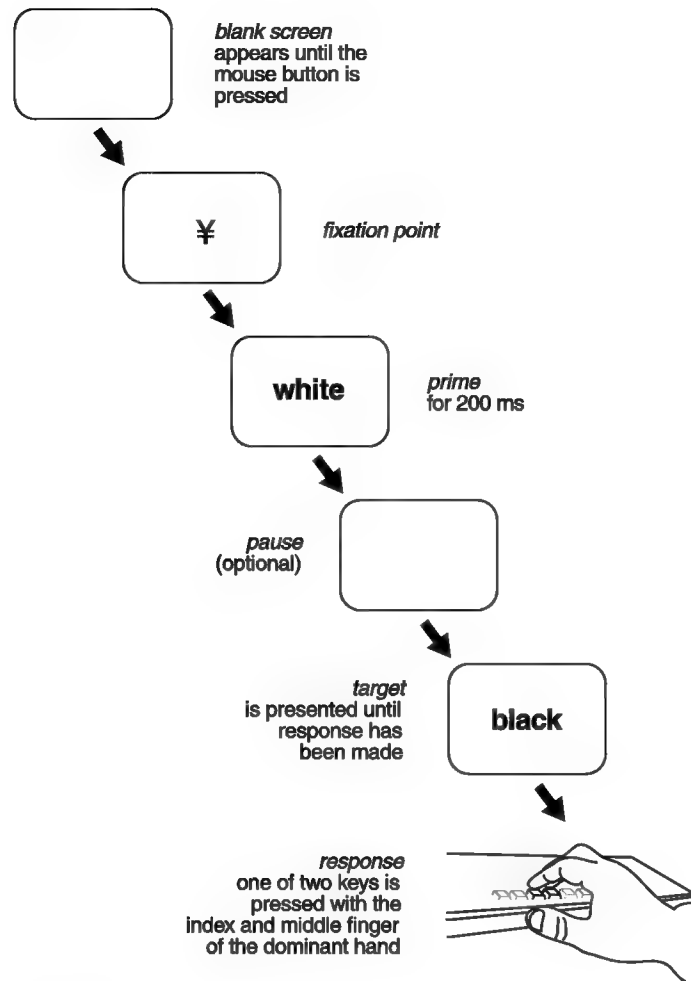 blank screen
appears until the
mouse button is
pressed
¥
fixation point
white
prime
for 200 ms
pause
(optional)
target
is presented until
response has
been made
black
response
one of two keys is
pressed with the
index and middle finger
of the dominant hand